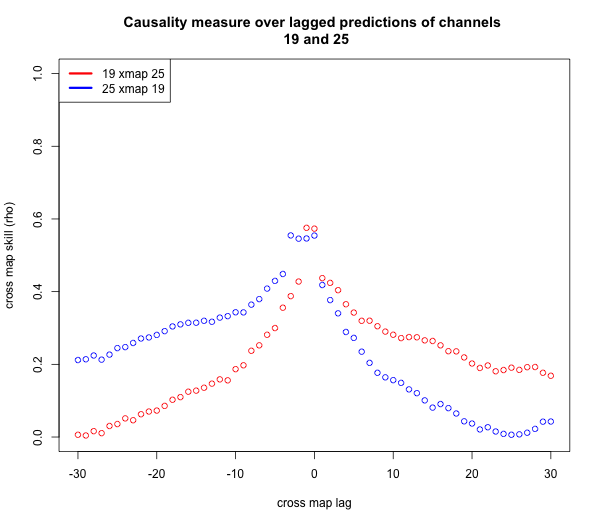 Causality measure over lagged predictions of channels
19 and 25
19 xmap 25
25 xmap 19
cross map skill (rho)
1.0
0.8
0.6
0.4
0.2
0.0
-30 -20 -10 0 10 20 30
cross map lag